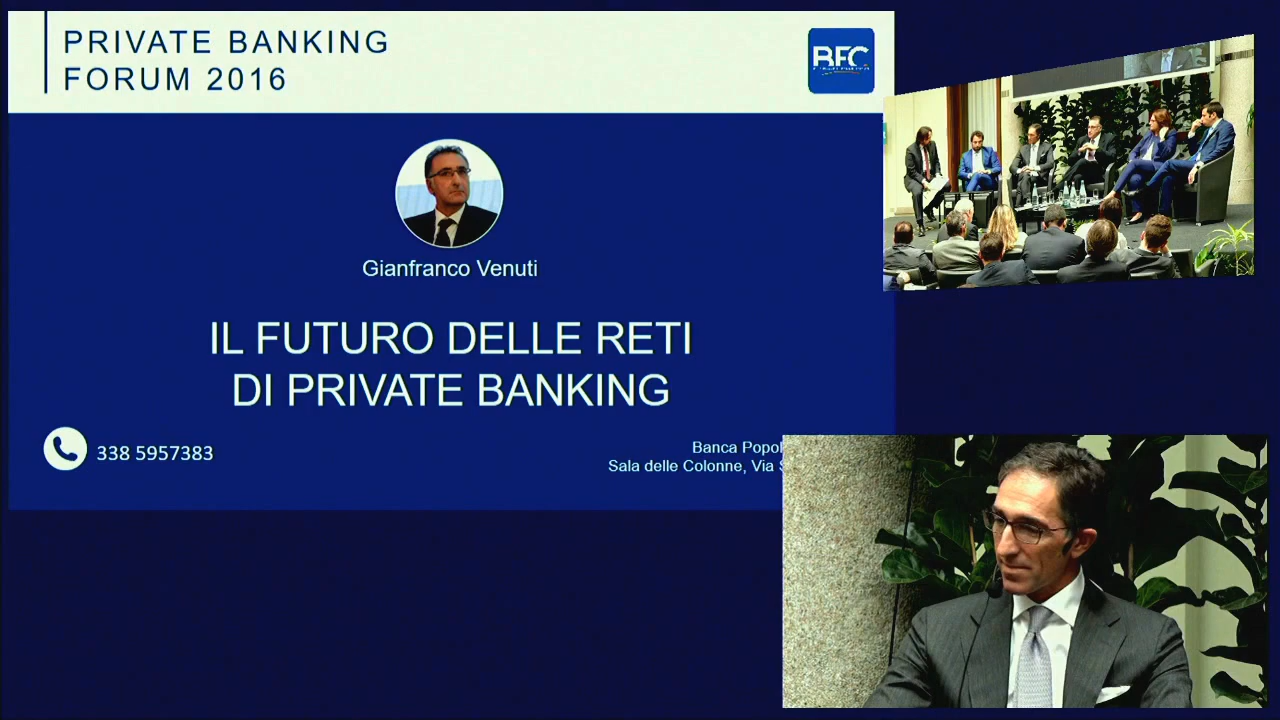 PRIVATE BANKING
FORUM 2016
BFC
Gianfranco Venuti
IL FUTURO DELLE RETI
DI PRIVATE BANKING
338 5957383
Banca Popol
Sala delle Colonne, Via S